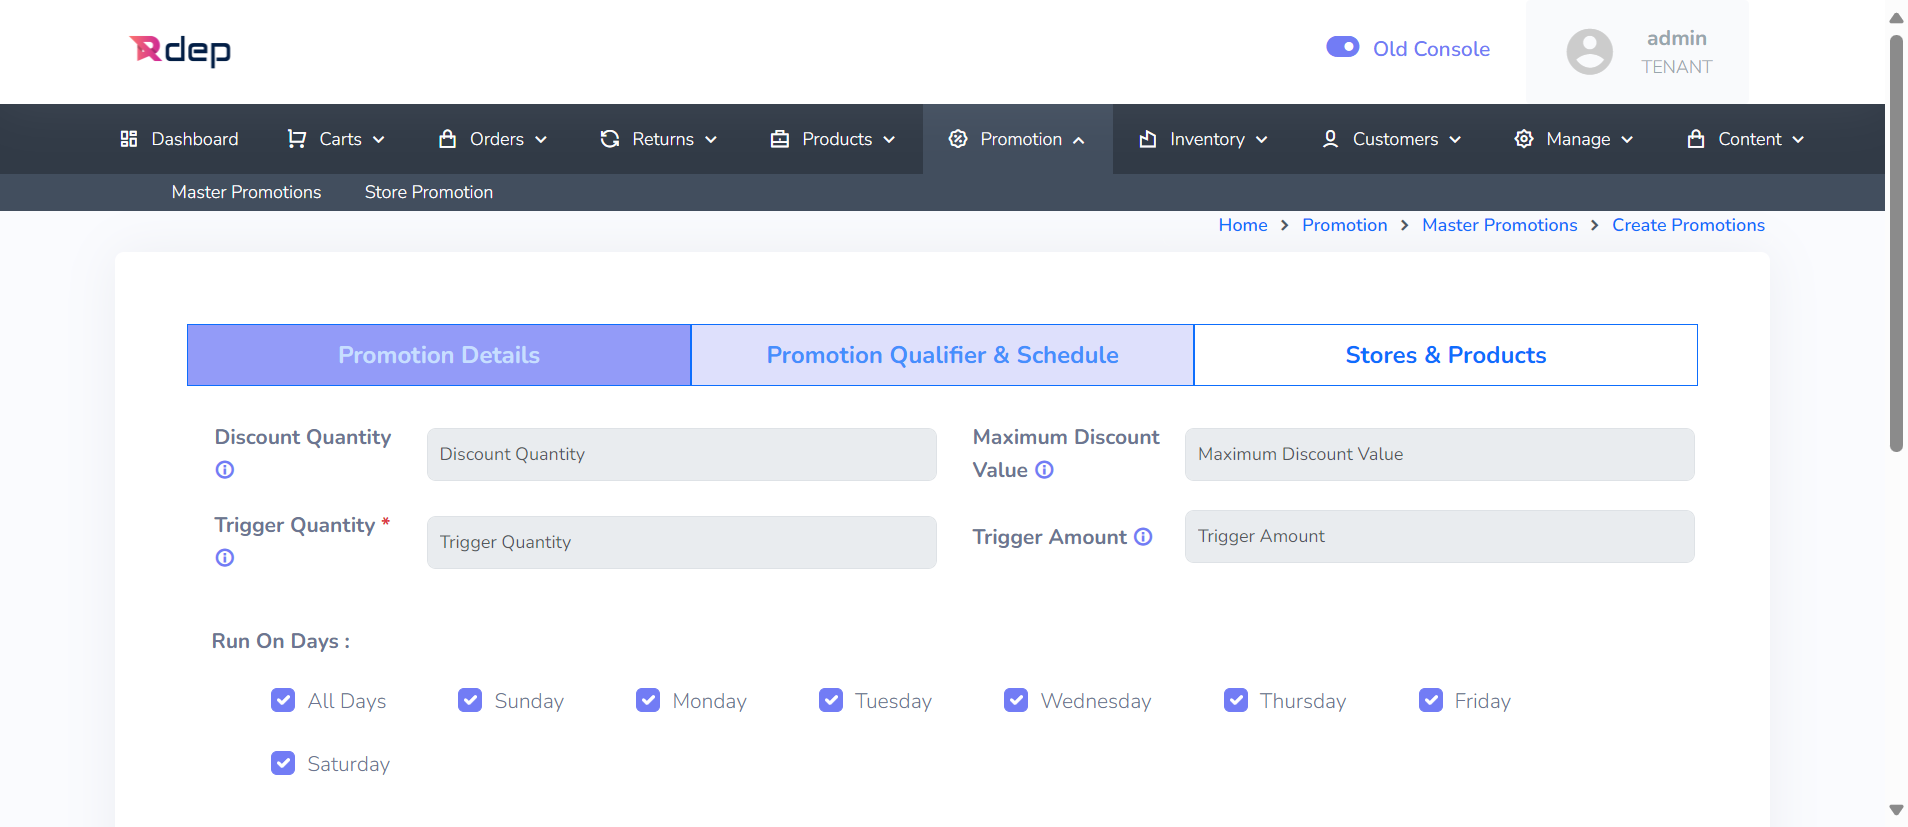 Rdep
Old Console
admin
TENANT
Dashboard Carts Orders Returns Products Promotion Inventory Customers Manage Content
Master Promotions Store Promotion
Home > Promotion > Master Promotions > Create Promotions
Promotion Details Promotion Qualifier & Schedule Stores & Products
Discount Quantity
Discount Quantity
Maximum Discount
Value
Maximum Discount Value
Trigger Quantity *
Trigger Quantity
Trigger Amount
Trigger Amount
Run On Days :
All Days Sunday Monday Tuesday Wednesday Thursday Friday
Saturday